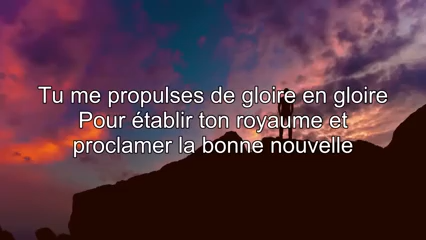 Tu me propulses de gloire en gloire
Pour établir ton royaume et
proclamer la bonne nouvelle